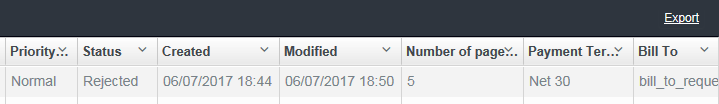 Export
Priority... Status Created Modified Number of page... Payment Ter... Bill To
Normal Rejected 06/07/2017 18:44 06/07/2017 18:50 5 Net 30 bill_to_reque